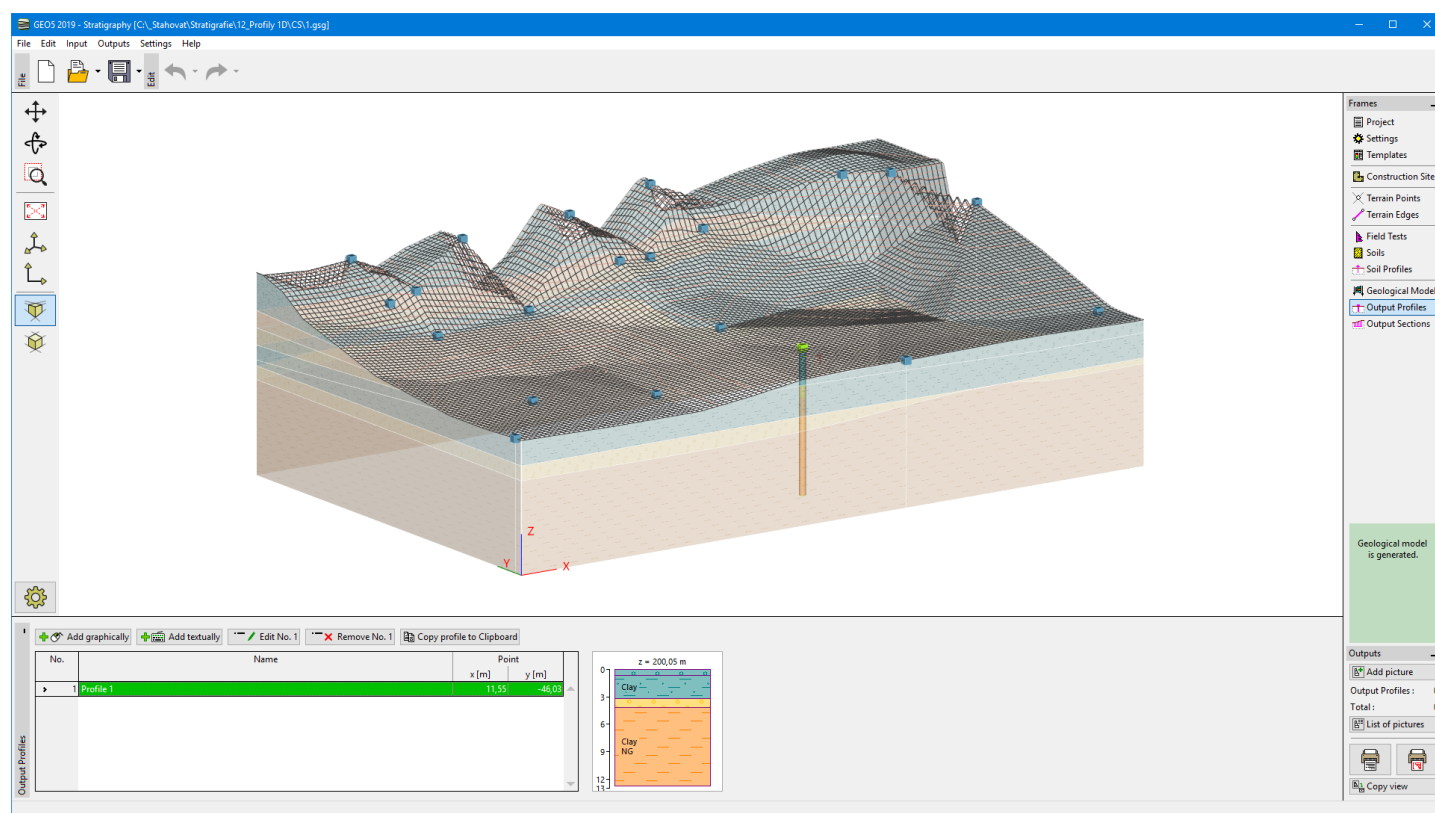 GEO5 2019 - Stratigraphy [C:\_Stahovat\Stratigrafie\12_Profily 1D\CS\1.gsg]
File Edit Input Outputs Settings Help
File
Edit
Frames
Project
Settings
Templates
Construction Site
Terrain Points
Terrain Edges
Field Tests
Soils
Soil Profiles
Geological Model
Output Profiles
Output Sections
Z
Y
X
Geological model
is generated.
Add graphically Add textually Edit No. 1 Remove No. 1 Copy profile to Clipboard
No. Name Point
x [m] y [m]
1 Profile 1 11,55 -46,03
Output Profiles
z = 200,05 m
0
Clay
3
6
Clay
9 NG
12
13
Outputs
Add picture
Output Profiles :
Total :
List of pictures
Copy view